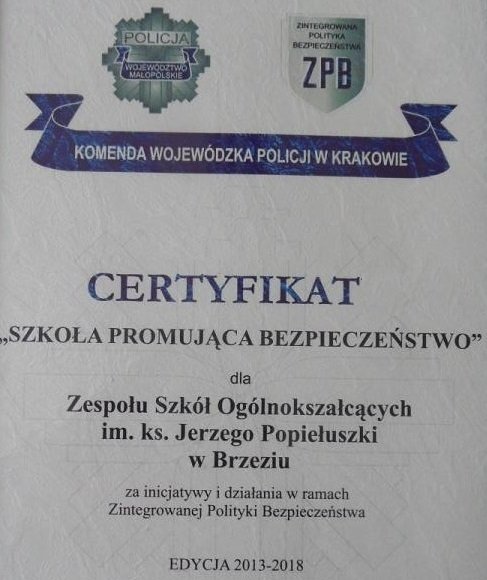 POLICJA
WOJEWÓDZTWO
MAŁOPOLSKIE
ZINTEGROWANA
POLITYKA
BEZPIECZEŃSTWA
ZPB
KOMENDA WOJEWÓDZKA POLICJI W KRAKOWIE
CERTYFIKAT
„SZKOŁA PROMUJĄCA BEZPIECZEŃSTWO”
dla
Zespołu Szkół Ogólnokszałcących
im. ks. Jerzego Popiełuszki
w Brzeziu
za inicjatywy i działania w ramach
Zintegrowanej Polityki Bezpieczeństwa
EDYCJA 2013-2018